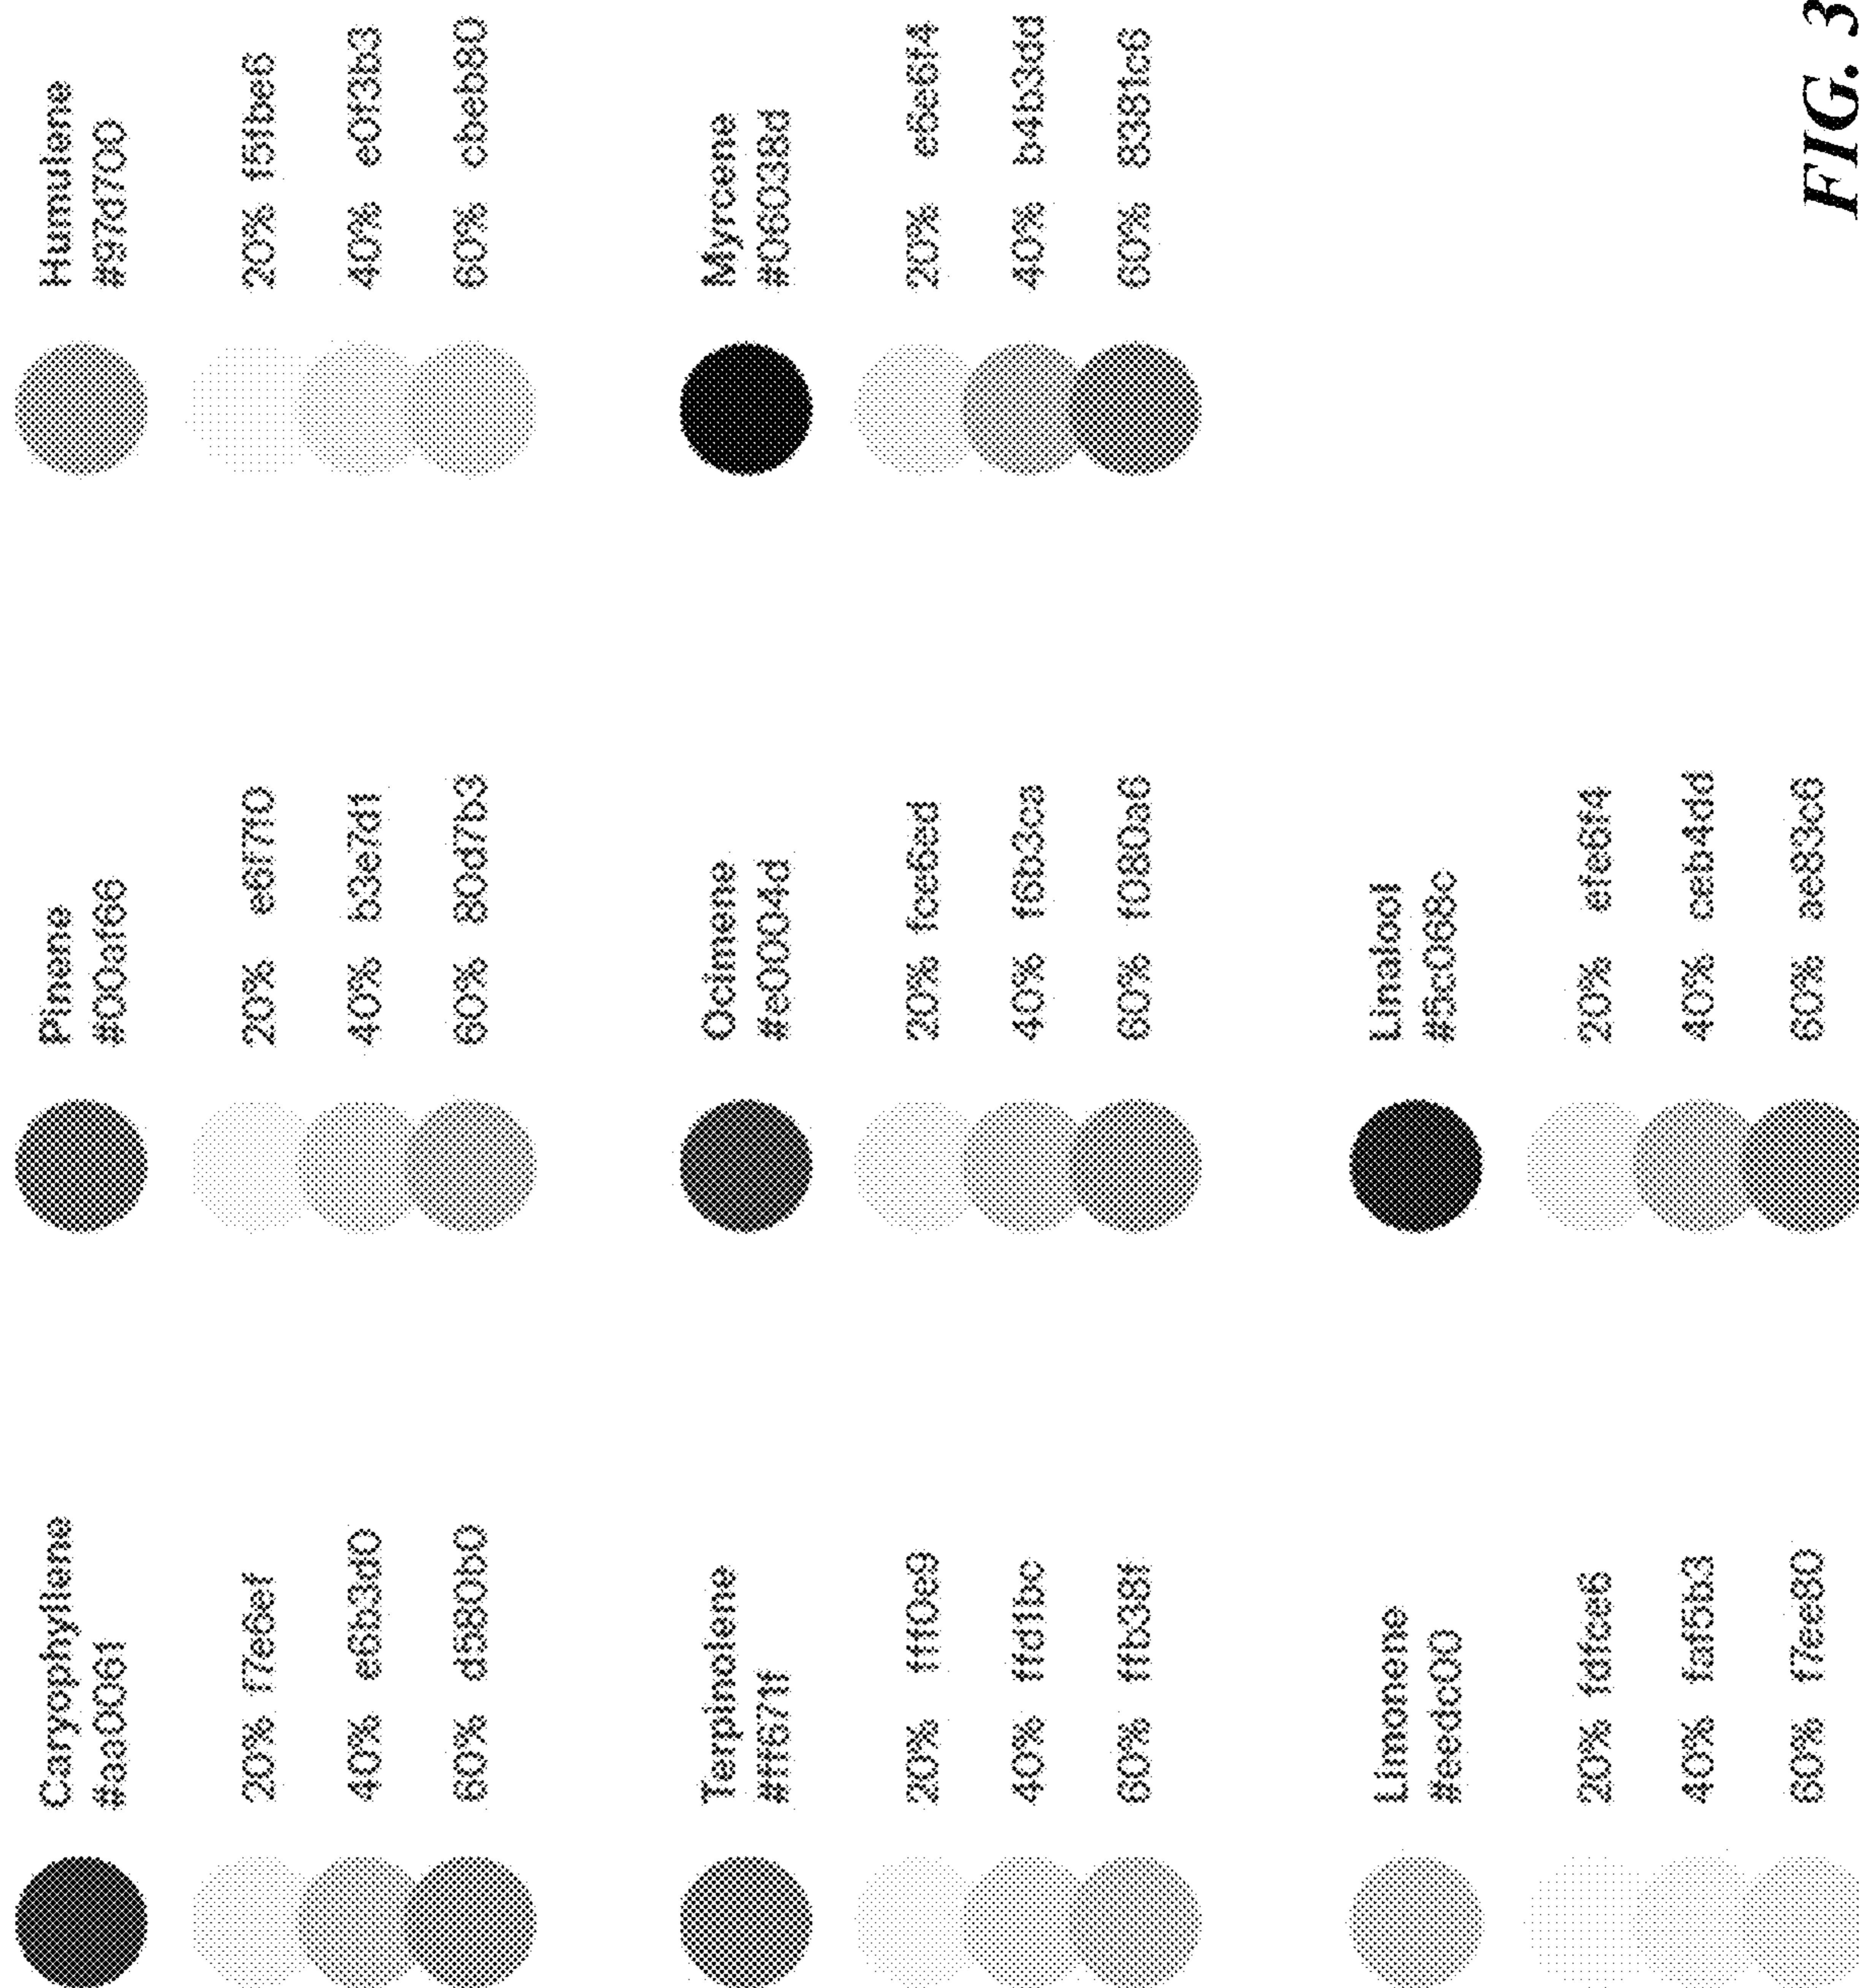 Caryophyllene
#aa0061
20% f7e6ef
40% e6b3d0
60% d580b0
Pinene
#00af66
20% e6f7f0
40% b3e7d1
60% 80d7b3
Humulene
#97d700
20% f5fbe6
40% e0f3b3
60% cbeb80
Terpinolene
#ff671f
20% fff0e9
40% ffd1bc
60% ffb38f
Ocimene
#e0004d
20% fce6ed
40% f6b3ca
60% f080a6
Myrcene
#06038d
20% e6e6f4
40% b4b3dd
60% 8381c6
Limonene
#eedc00
20% fdfce6
40% faf5b3
60% f7ee80
Linalool
#5c068c
20% efe6f4
40% ceb4dd
60% ae83c6
FIG. 3